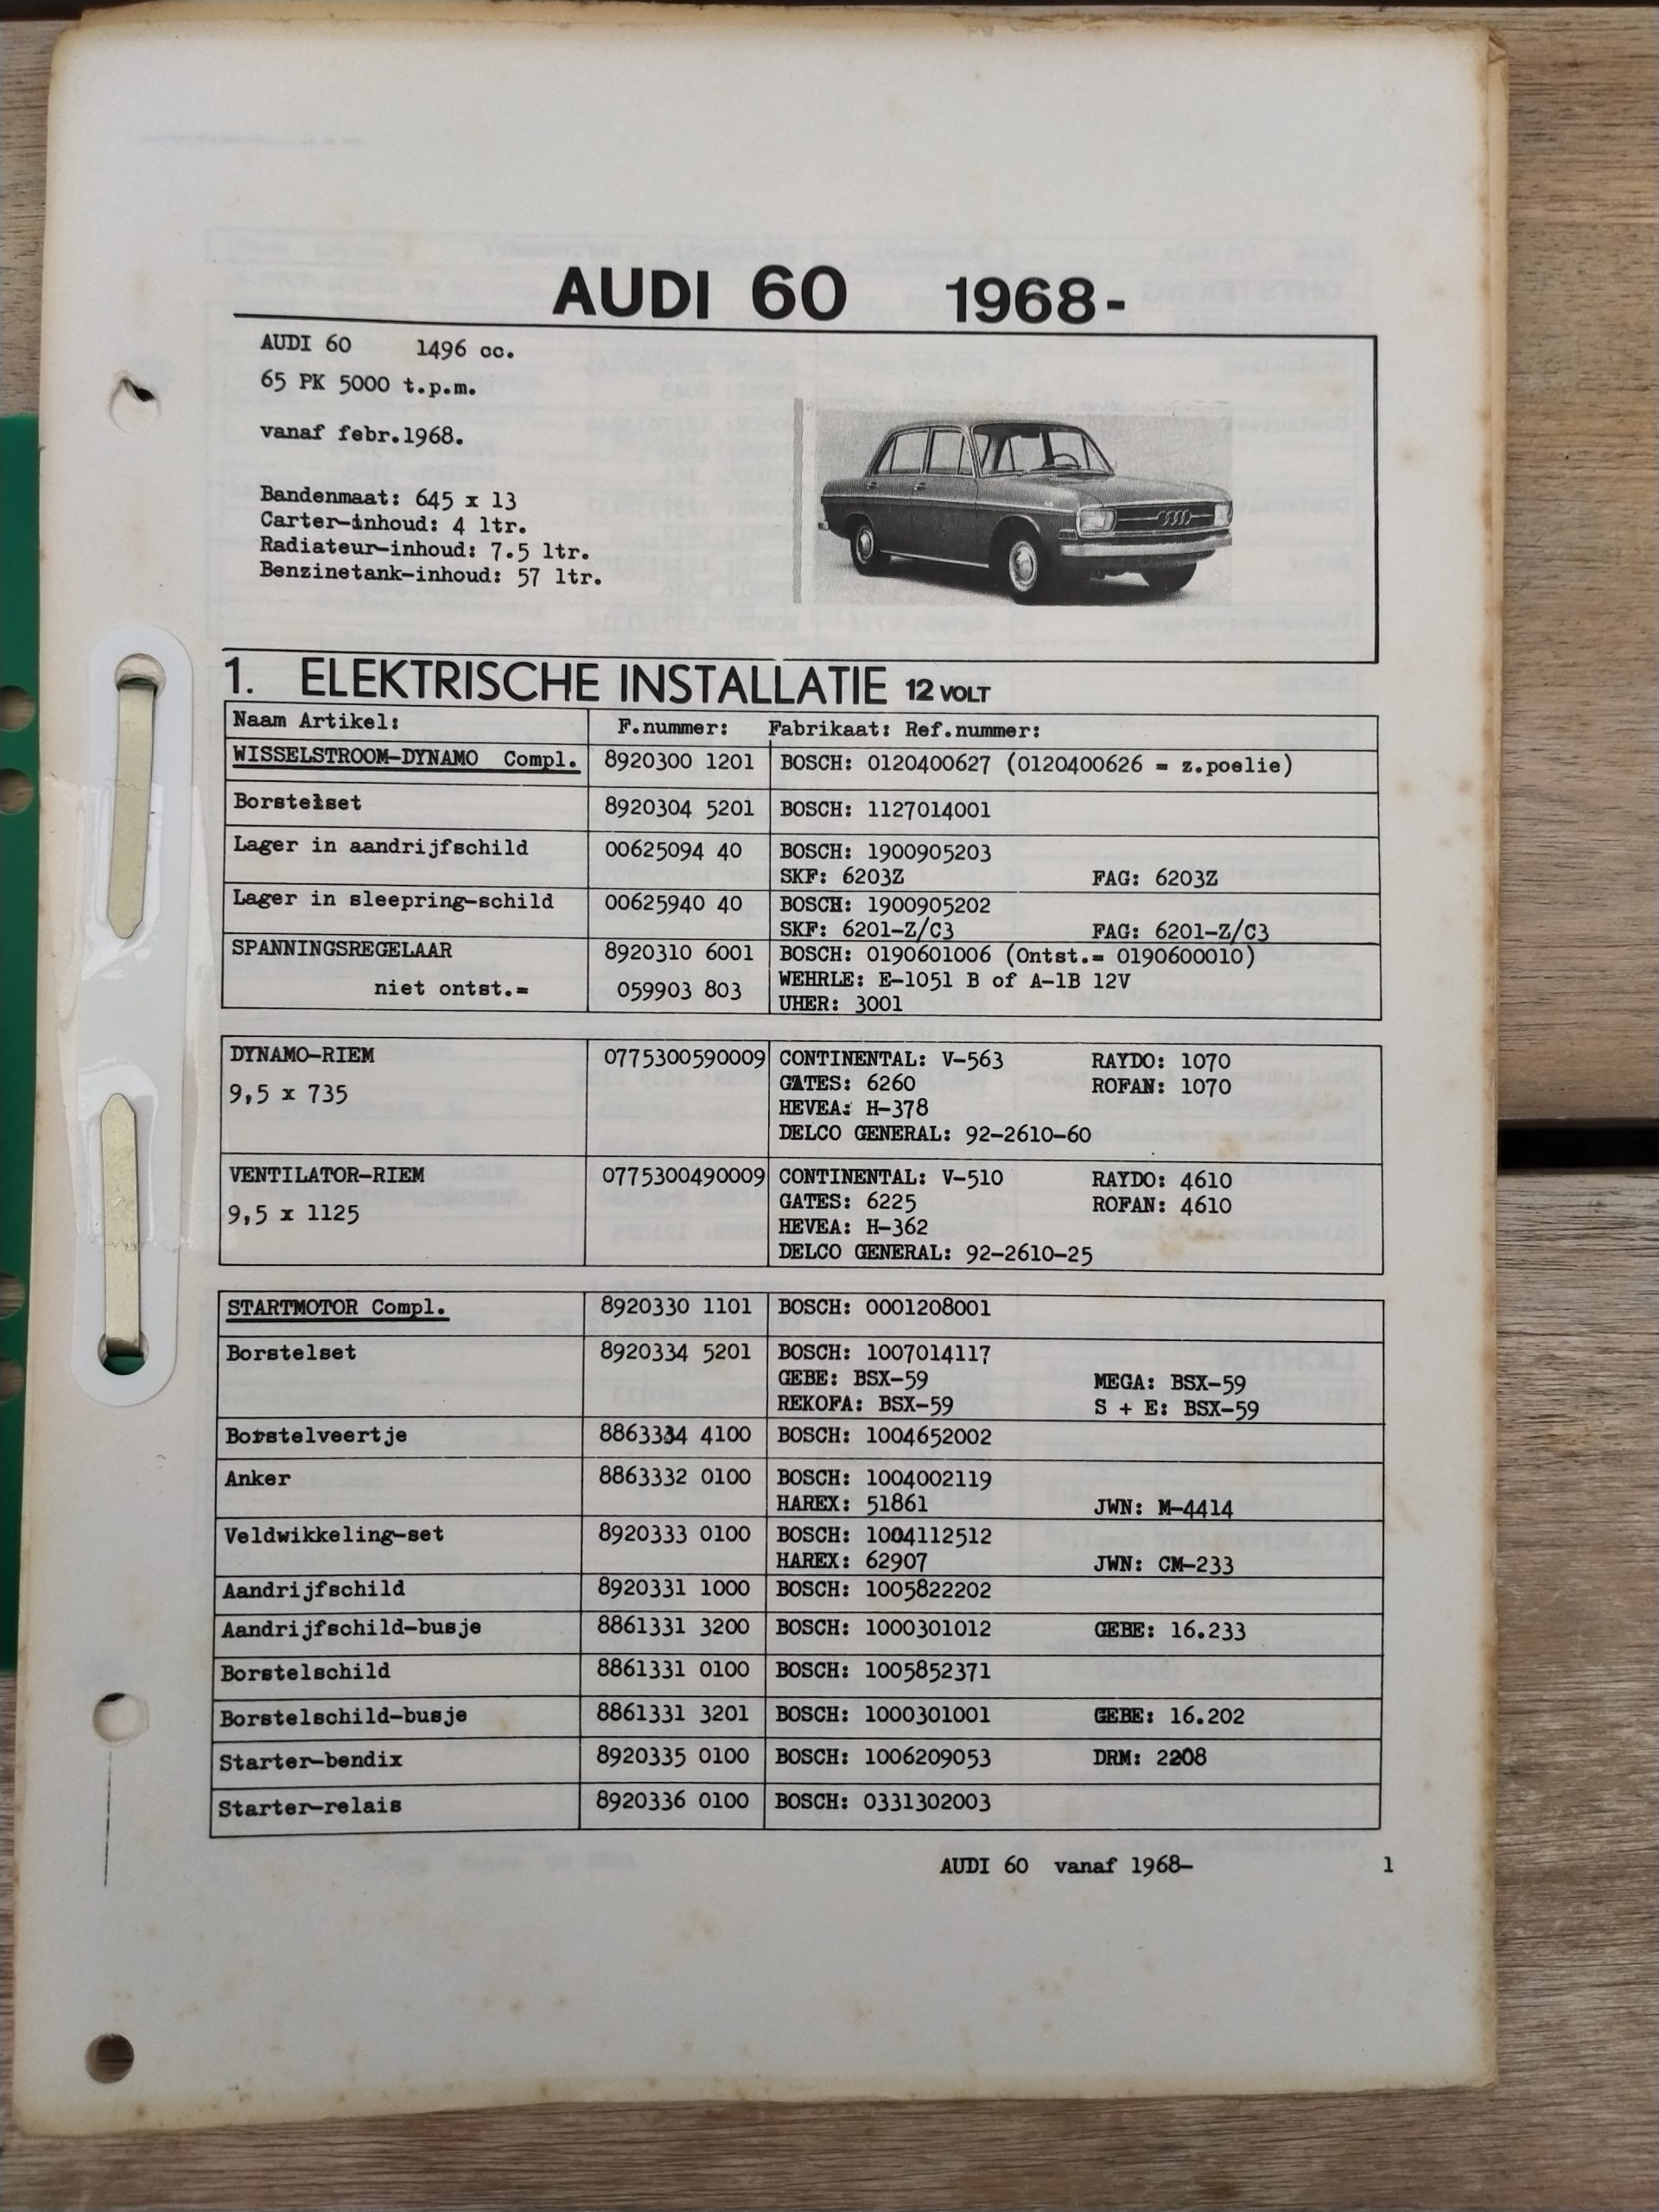 AUDI 60 1968-
AUDI 60 1496 cc.
65 PK 5000 t.p.m.
vanaf febr.1968.
Bandenmaat: 645 x 13
Carter-inhoud: 4 ltr.
Radiateur-inhoud: 7.5 ltr.
Benzinetank-inhoud: 57 ltr.
1. ELEKTRISCHE INSTALLATIE 12 VOLT
Naam Artikel: F.nummer: Fabrikaat: Ref.nummer:
WISSELSTROOM-DYNAMO Compl. 8920300 1201 BOSCH: 0120400627 (0120400626 = z.poelie)
Borstelset 8920304 5201 BOSCH: 1127014001
Lager in aandrijfschild 00625094 40 BOSCH: 1900905203
SKF: 6203Z FAG: 6203Z
Lager in sleepring-schild 00625940 40 BOSCH: 1900905202
SKF: 6201-Z/C3 FAG: 6201-Z/C3
SPANNINGSREGELAAR 8920310 6001 BOSCH: 0190601006 (Ontst.= 0190600010)
WEHRLE: E-1051 B of A-1B 12V
niet ontst.= 059903 803
UHER: 3001
DYNAMO-RIEM 0775300590009 CONTINENTAL: V-563 RAYDO: 1070
GATES: 6260 ROFAN: 1070
9,5 x 735
HEVEA: H-378
DELCO GENERAL: 92-2610-60
VENTILATOR-RIEM 0775300490009 CONTINENTAL: V-510 RAYDO: 4610
GATES: 6225 ROFAN: 4610
9,5 x 1125
HEVEA: H-362
DELCO GENERAL: 92-2610-25
STARTMOTOR Compl. 8920330 1101 BOSCH: 0001208001
Borstelset 8920334 5201 BOSCH: 1007014117
GEBE: BSX-59 MEGA: BSX-59
REKOFA: BSX-59 S + E: BSX-59
Borstelveertje 8863334 4100 BOSCH: 1004652002
Anker 8863332 0100 BOSCH: 1004002119
HAREX: 51861 JWN: M-4414
Veldwikkeling-set 8920333 0100 BOSCH: 1004112512
HAREX: 62907 JWN: CM-233
Aandrijfschild 8920331 1000 BOSCH: 1005822202
Aandrijfschild-busje 8861331 3200 BOSCH: 1000301012 GEBE: 16.233
Borstelschild 8861331 0100 BOSCH: 1005852371
Borstelschild-busje 8861331 3201 BOSCH: 1000301001 GEBE: 16.202
Starter-bendix 8920335 0100 BOSCH: 1006209053 DRM: 2208
Starter-relais 8920336 0100 BOSCH: 0331302003
AUDI 60 vanaf 1968- 1